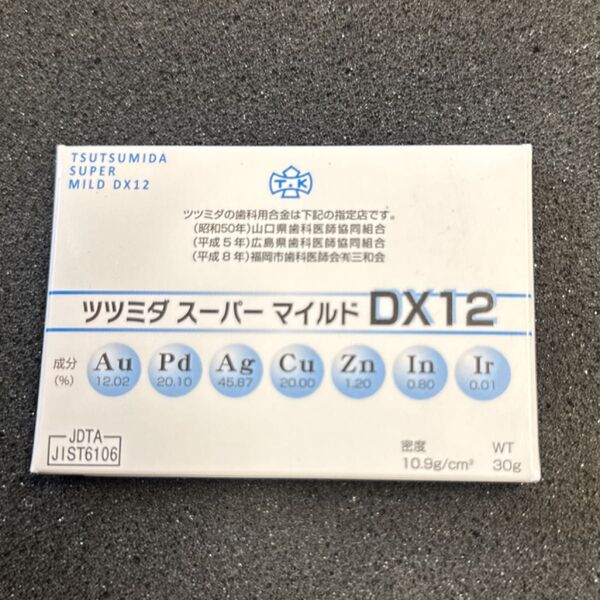 TSUTSUMIDA
SUPER
MILD DX12
T.K
ツツミダの歯科用合金は下記の指定店です。
(昭和50年)山口県歯科医師協同組合
(平成5年)広島県歯科医師協同組合
(平成8年)福岡市歯科医師会㈲三和会
ツツミダ スーパー マイルド DX12
成分 Au Pd Ag Cu Zn In Ir
(%) 12.02 20.10 45.87 20.00 1.20 0.80 0.01
JDTA
JIST6106
密度 WT
10.9g/cm³ 30g